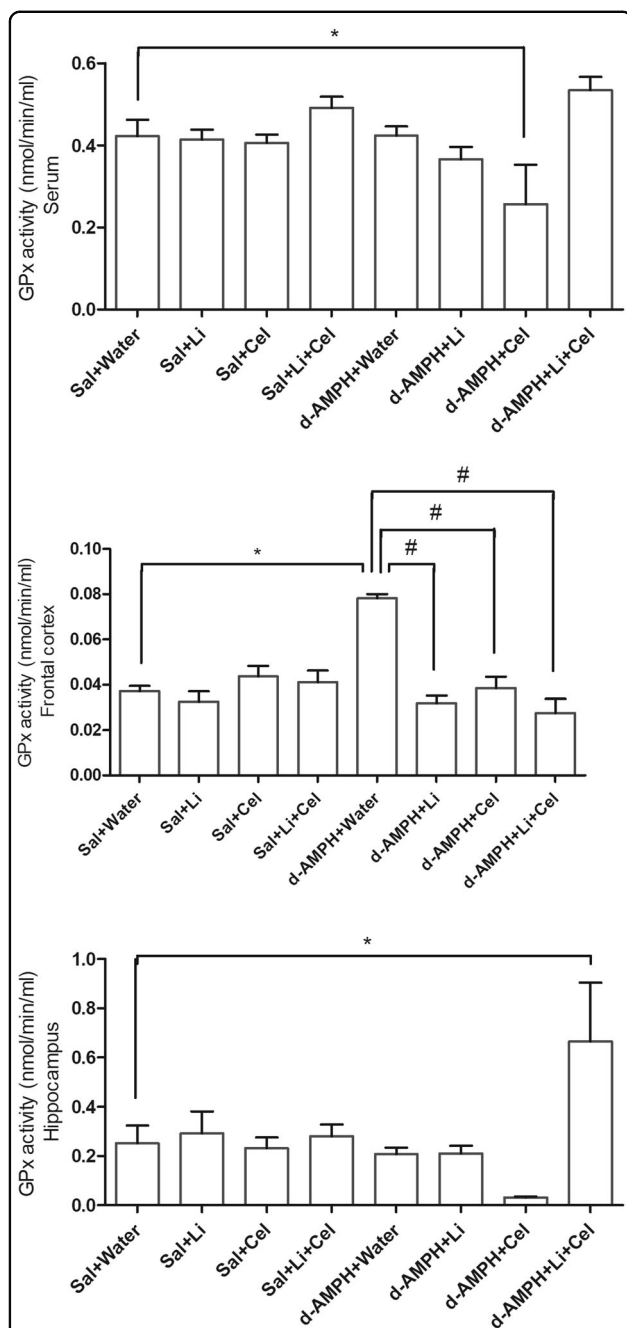 *
GPx activity (nmol/min/ml)
Serum
0.6
0.4
0.2
0.0
Sal+Water
Sal+Li
Sal+Cel
Sal+Li+Cel
d-AMPH+Water
d-AMPH+Li
d-AMPH+Cel
d-AMPH+Li+Cel
#
#
* #
GPx activity (nmol/min/ml)
Frontal cortex
0.10
0.08
0.06
0.04
0.02
0.00
Sal+Water
Sal+Li
Sal+Cel
Sal+Li+Cel
d-AMPH+Water
d-AMPH+Li
d-AMPH+Cel
d-AMPH+Li+Cel
*
GPx activity (nmol/min/ml)
Hippocampus
1.0
0.8
0.6
0.4
0.2
0.0
Sal+Water
Sal+Li
Sal+Cel
Sal+Li+Cel
d-AMPH+Water
d-AMPH+Li
d-AMPH+Cel
d-AMPH+Li+Cel